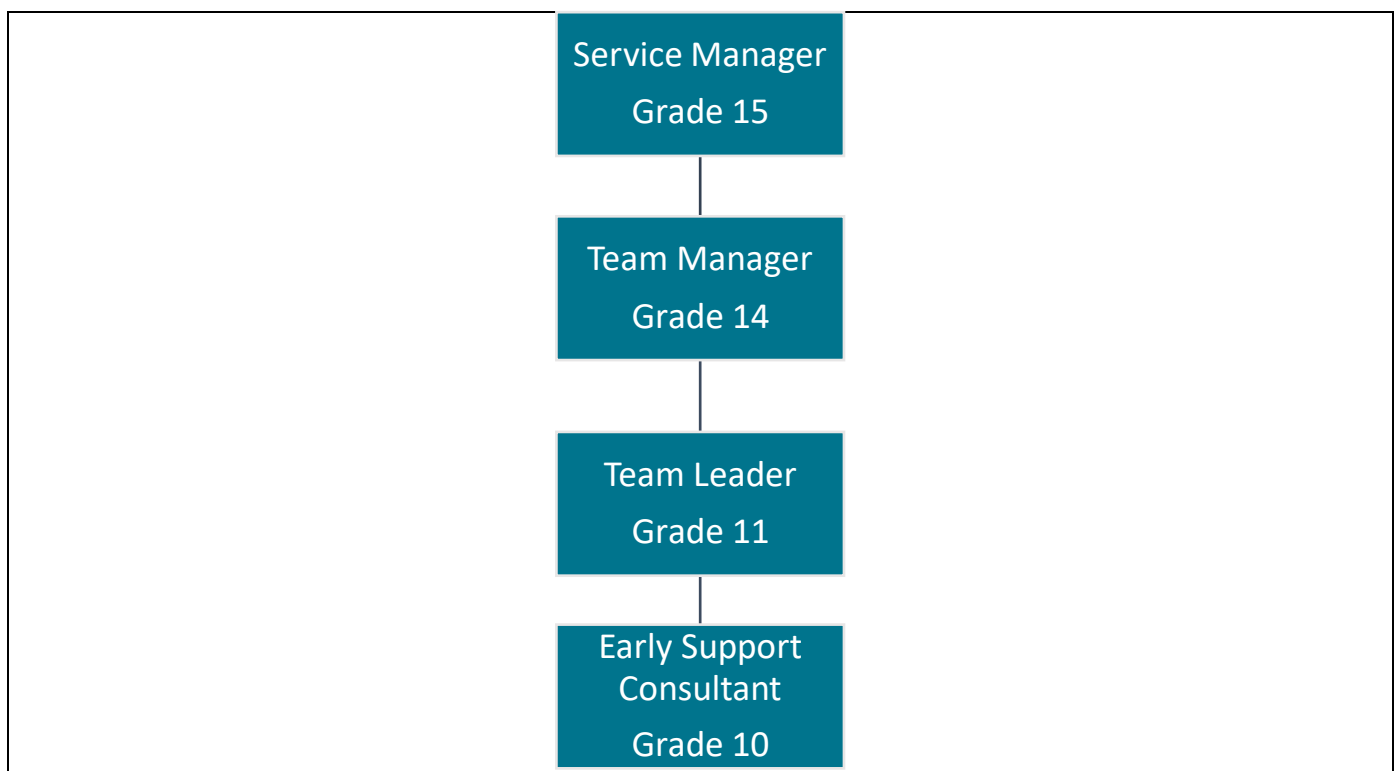 Service Manager
Grade 15
Team Manager
Grade 14
Team Leader
Grade 11
Early Support
Consultant
Grade 10